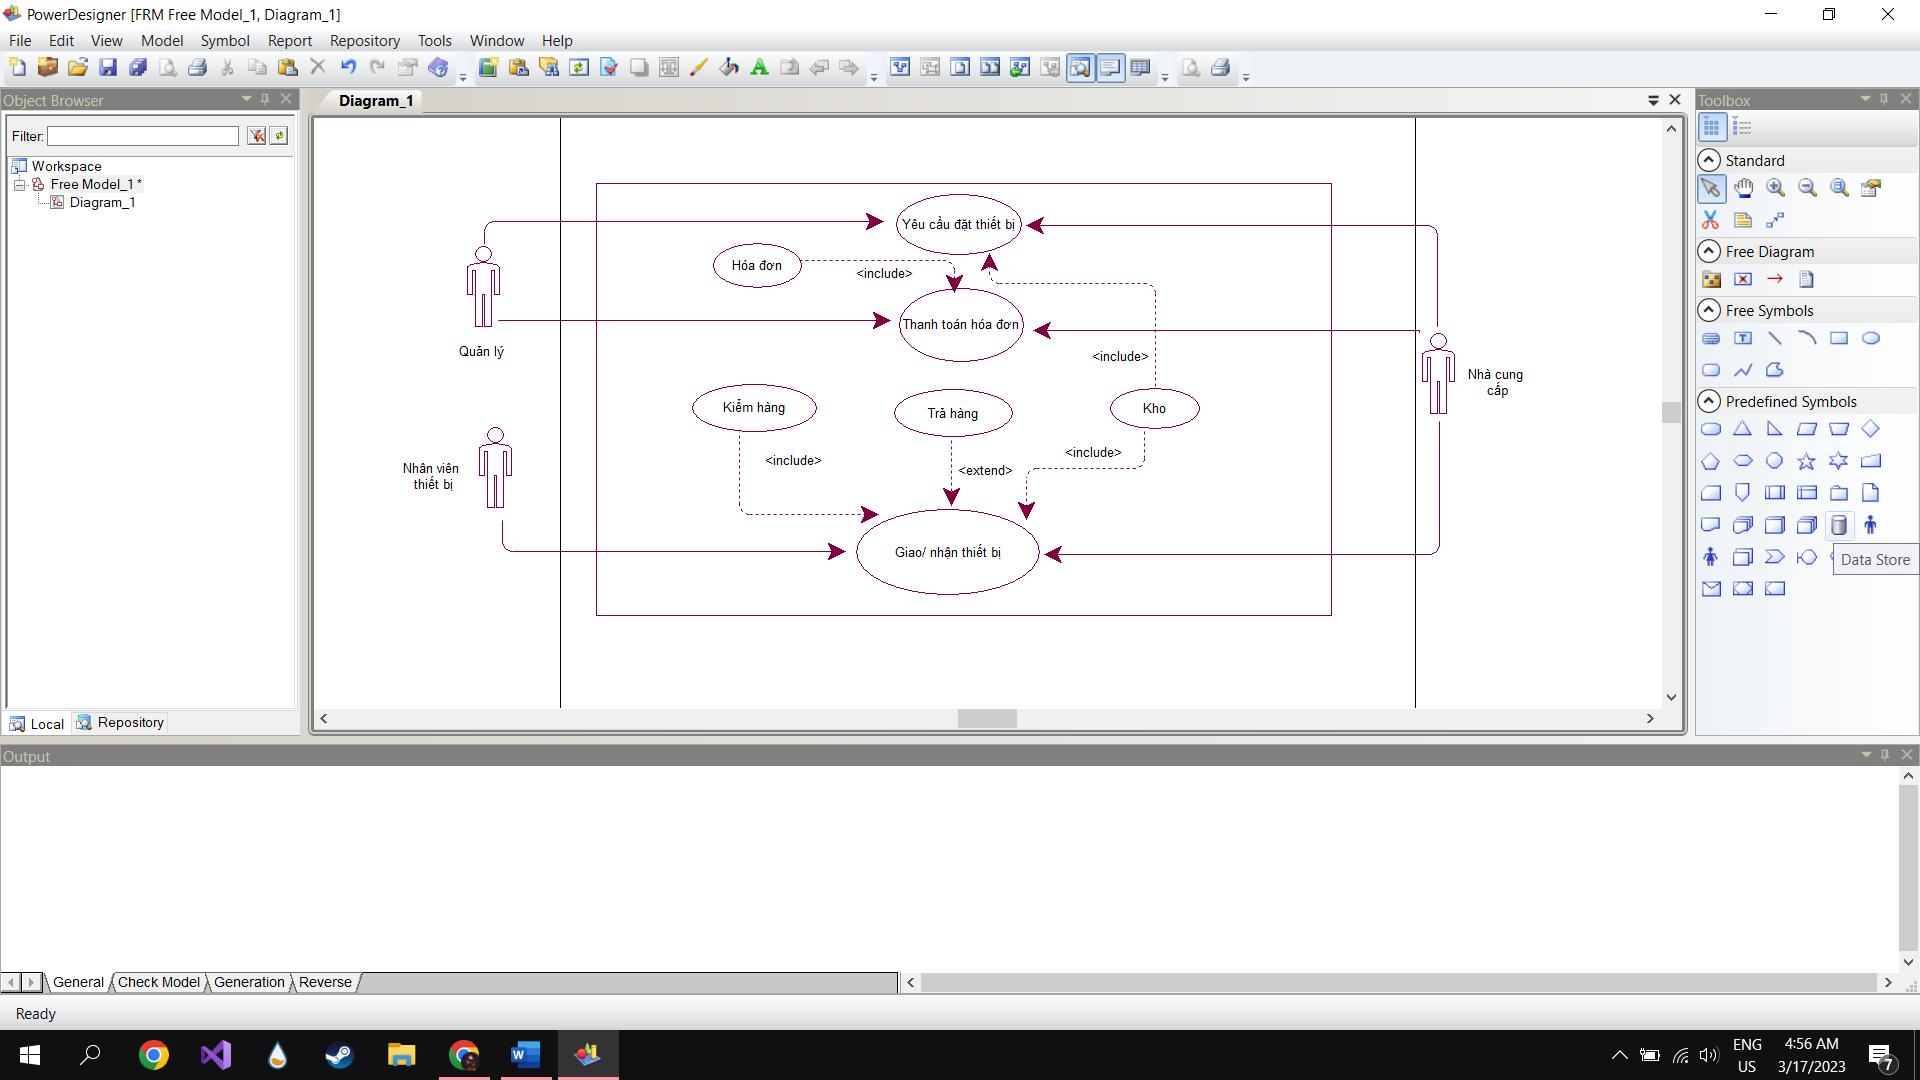 PowerDesigner [FRM Free Model_1, Diagram_1]
File Edit View Model Symbol Report Repository Tools Window Help
Object Browser
Filter:
Workspace
Free Model_1 *
Diagram_1
Local Repository
Diagram_1
Yêu cầu đặt thiết bị
Hóa đơn
<include>
Thanh toán hóa đơn
Quản lý
<include>
Nhà cung
cấp
Kiểm hàng
Trả hàng
Kho
<include>
<include>
<extend>
Nhân viên
thiết bị
Giao/ nhận thiết bị
Toolbox
Standard
Free Diagram
Free Symbols
Predefined Symbols
Data Store
Output
General Check Model Generation Reverse
Ready
ENG
US
4:56 AM
3/17/2023
7